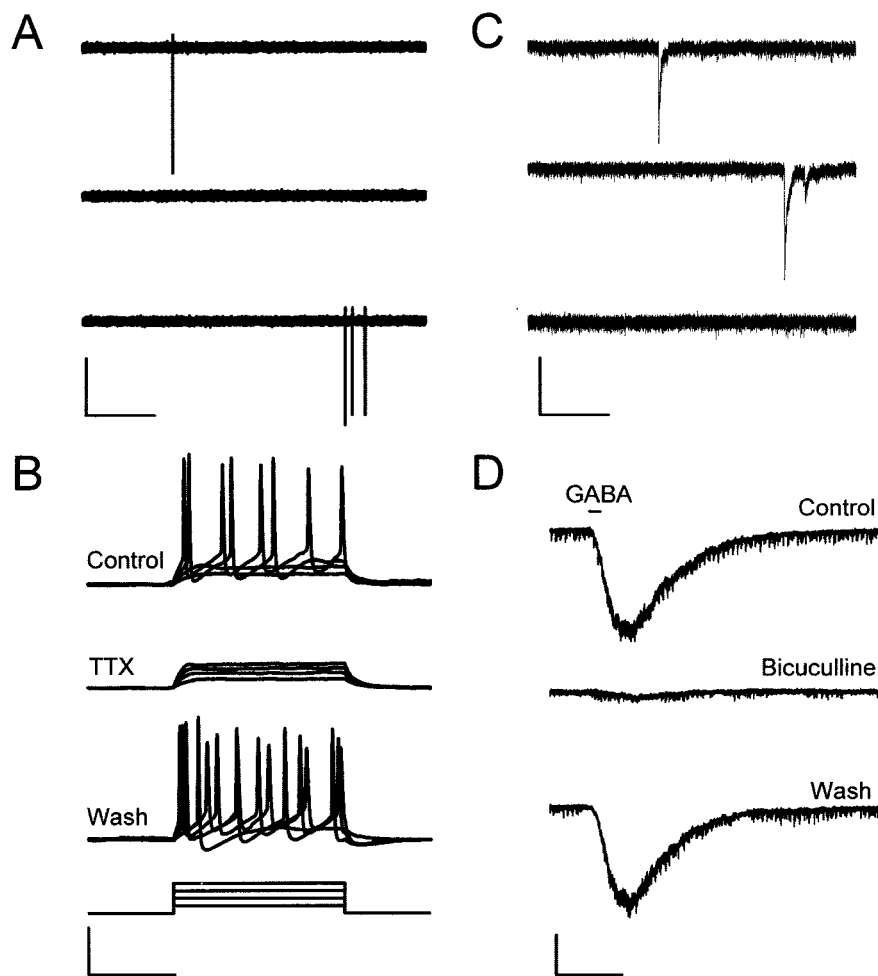 A
C
B
Control
TTX
Wash
D
GABA
Control
Bicuculline
Wash